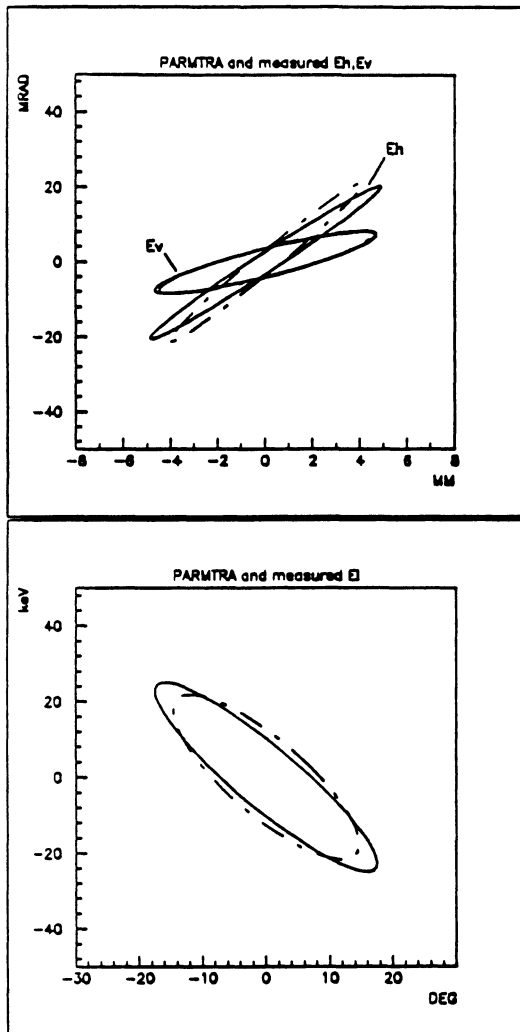 PARMTRA and measured Eh,Ev
MRAD
40
20
0
-20
-40
Eh
Ev
-8 -6 -4 -2 0 2 4 6 8
MM
PARMTRA and measured El
keV
40
20
0
-20
-40
-30 -20 -10 0 10 20
DEG